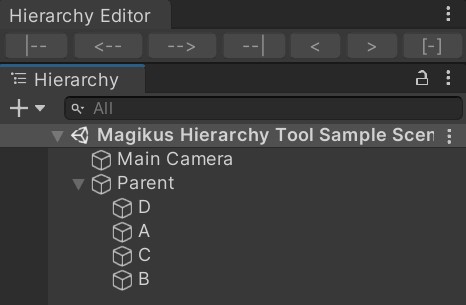 Hierarchy Editor
|-- <-- --> --| < > [-]
Hierarchy
All
Magikus Hierarchy Tool Sample Scen
Main Camera
Parent
D
A
C
B